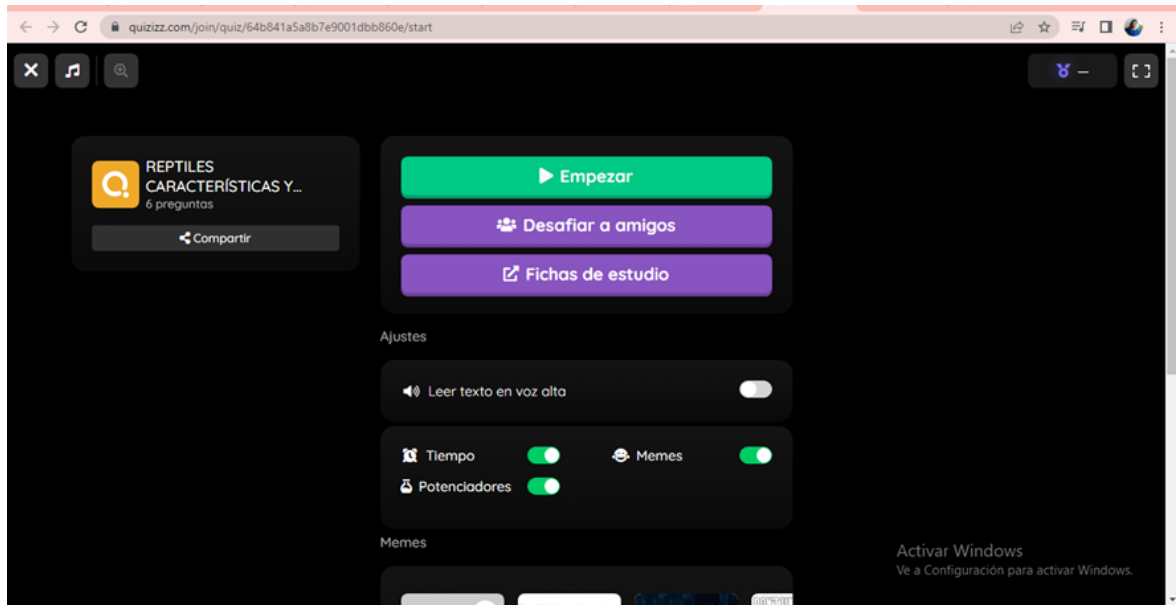 quizizz.com/join/quiz/64b841a5a8b7e9001dbb860e/start
REPTILES
CARACTERÍSTICAS Y...
6 preguntas
Compartir
Empezar
Desafiar a amigos
Fichas de estudio
Ajustes
Leer texto en voz alta
Tiempo
Memes
Potenciadores
Memes
Activar Windows
Ve a Configuración para activar Windows.